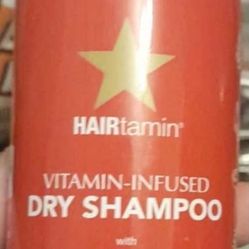 HAIRtamin®
VITAMIN-INFUSED
DRY SHAMPOO
with